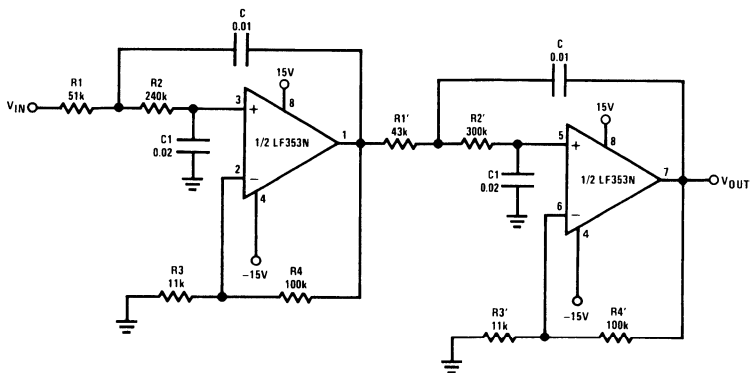 C
0.01
R1
51k
R2
240k
VIN
C1
0.02
15V
8
3
+
1/2 LF353N
1
2
−
4
−15V
R3
11k
R4
100k
C
0.01
R1'
43k
R2'
300k
C1
0.02
15V
8
5
+
1/2 LF353N
7
VOUT
6
−
4
−15V
R3'
11k
R4'
100k